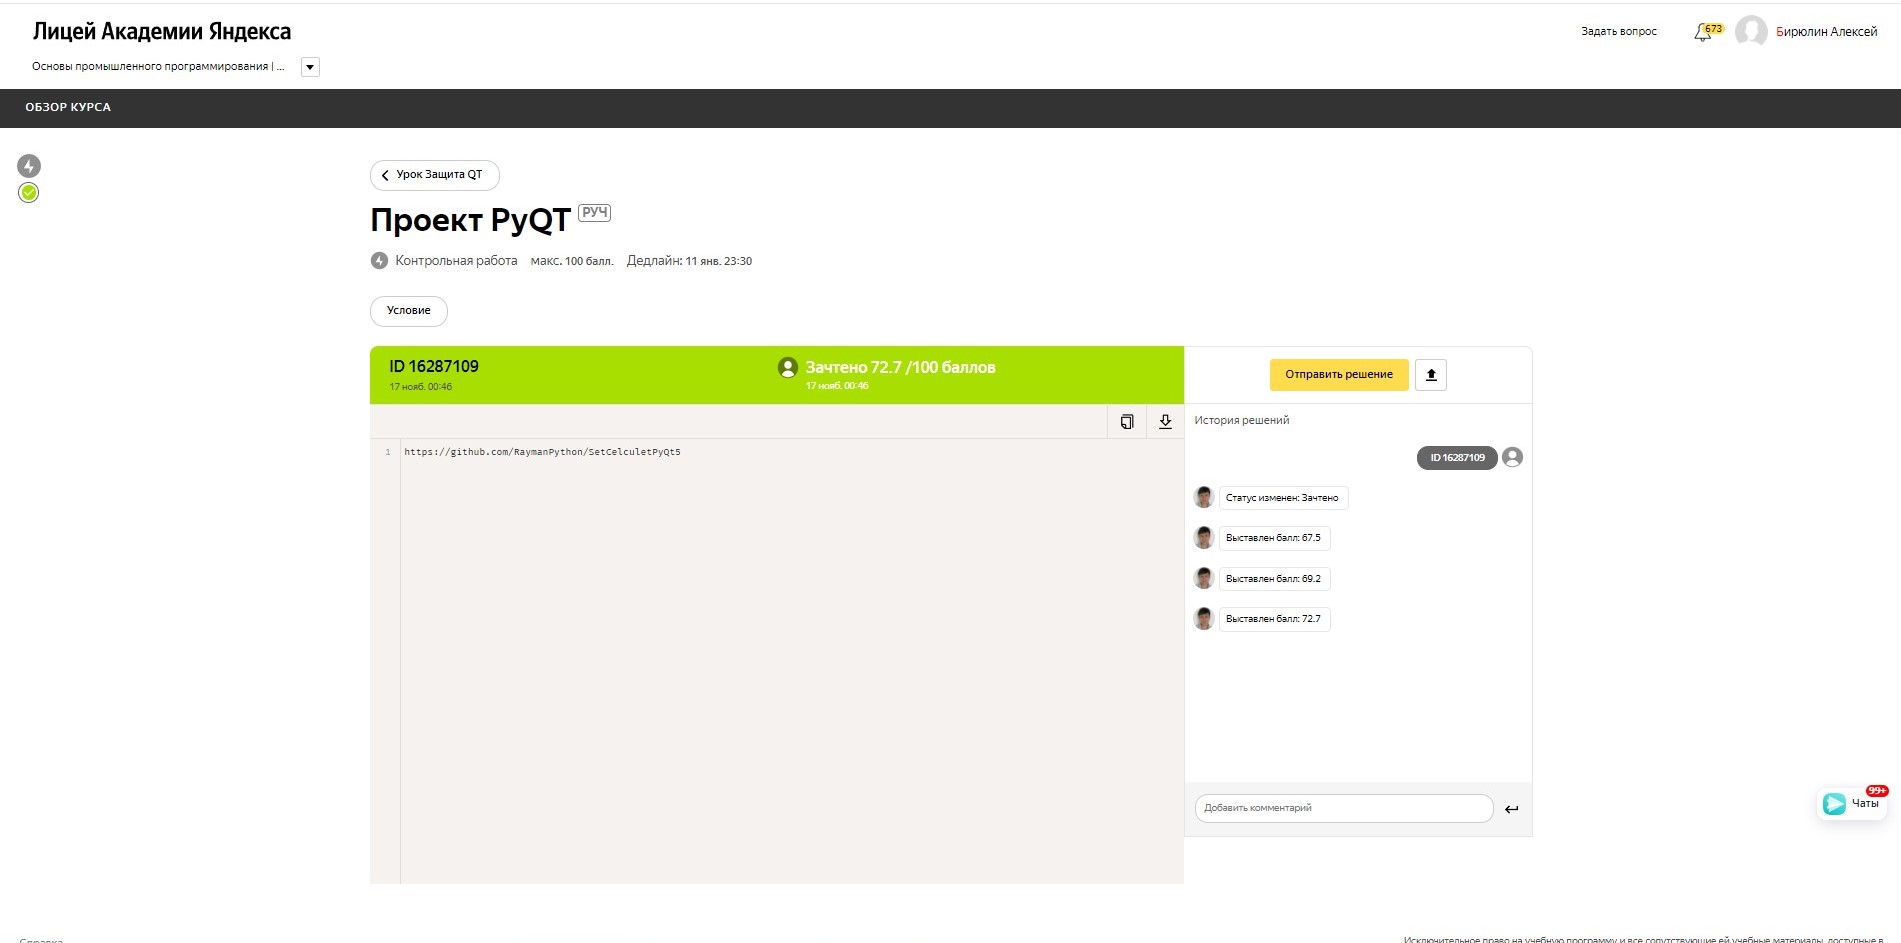 Лицей Академии Яндекса
Задать вопрос
673
Бирюлин Алексей
Основы промышленного программирования | ...
ОБЗОР КУРСА
Урок Защита QT
Проект PyQT РУЧ
Контрольная работа макс. 100 балл. Дедлайн: 11 янв. 23:30
Условие
ID 16287109
17 нояб. 00:46
Зачтено 72.7 /100 баллов
17 нояб. 00:46
Отправить решение
История решений
1 https://github.com/RaymanPython/SetCelculetPyQt5
ID 16287109
Статус изменен: Зачтено
Выставлен балл: 67.5
Выставлен балл: 69.2
Выставлен балл: 72.7
Добавить комментарий
99+
Чаты
Справка
Исключительное право на учебную программу и все сопутствующие ей учебные материалы, доступные в